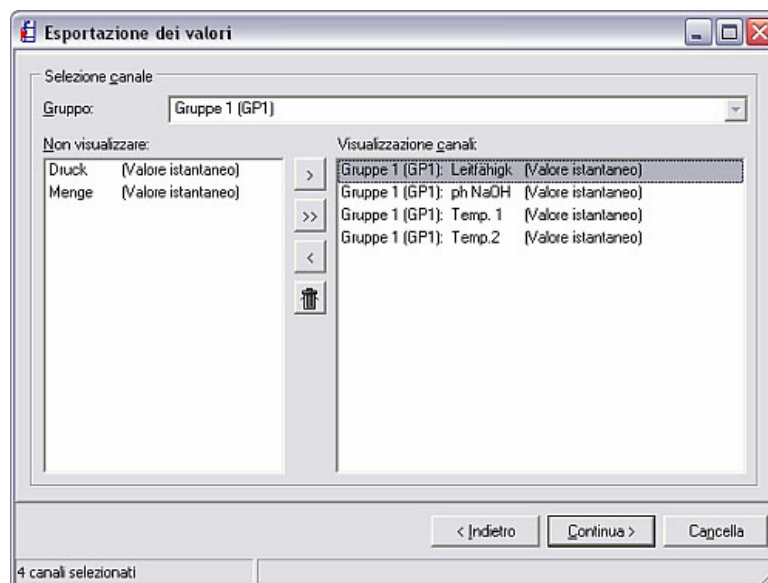 Esportazione dei valori
Selezione canale
Gruppo: Gruppe 1 (GP1)
Non visualizzare:
Druck (Valore istantaneo)
Menge (Valore istantaneo)
>
>>
<
Visualizzazione canali:
Gruppe 1 (GP1): Leitfähigk (Valore istantaneo)
Gruppe 1 (GP1): ph NaOH (Valore istantaneo)
Gruppe 1 (GP1): Temp. 1 (Valore istantaneo)
Gruppe 1 (GP1): Temp.2 (Valore istantaneo)
< Indietro Continua > Cancella
4 canali selezionati